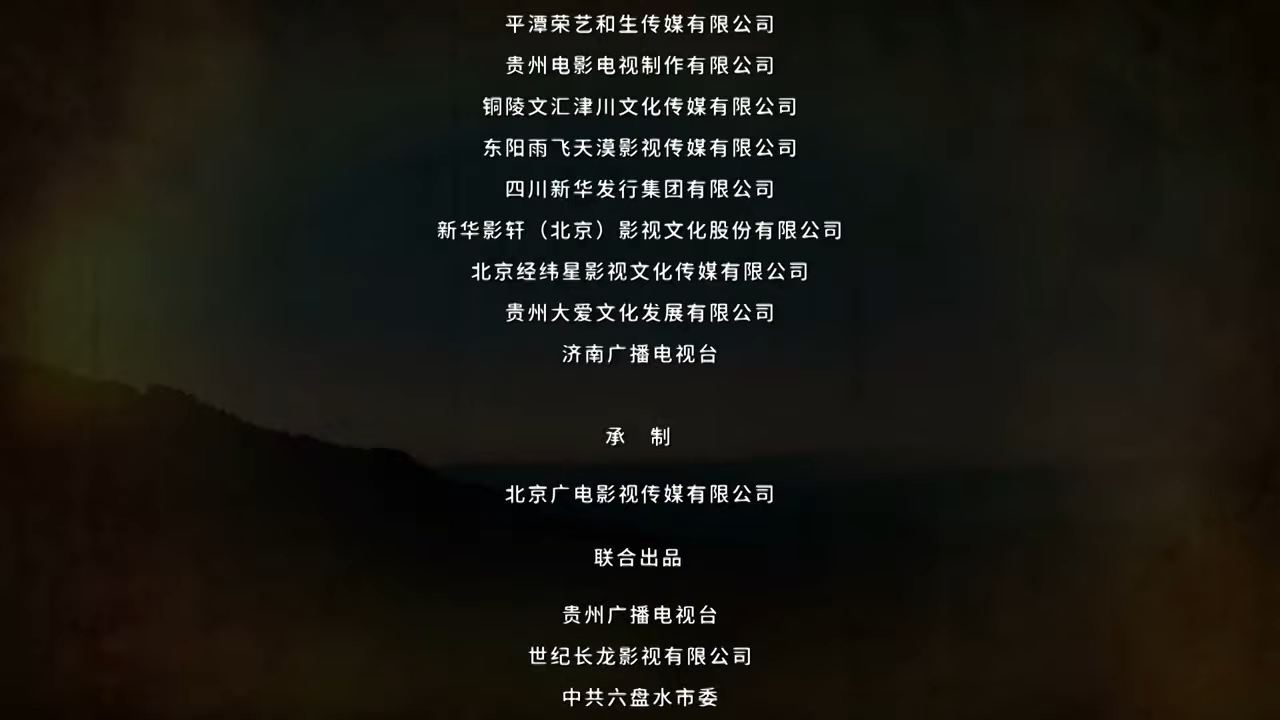 平潭荣艺和生传媒有限公司
贵州电影电视制作有限公司
铜陵文汇津川文化传媒有限公司
东阳雨飞天漠影视传媒有限公司
四川新华发行集团有限公司
新华影轩（北京）影视文化股份有限公司
北京经纬星影视文化传媒有限公司
贵州大爱文化发展有限公司
济南广播电视台
承 制
北京广电影视传媒有限公司
联合出品
贵州广播电视台
世纪长龙影视有限公司
中共六盘水市委